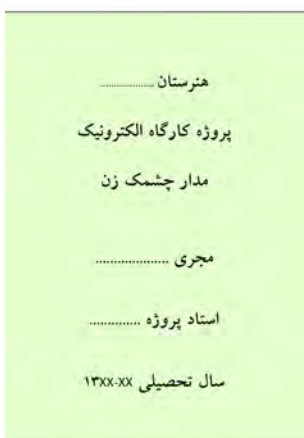 هنرستان ....................
پروژه کارگاه الکترونیک
مدار چشمک زن
مجری ....................
استاد پروژه ..............
سال تحصیلی ۱۳xx-xx